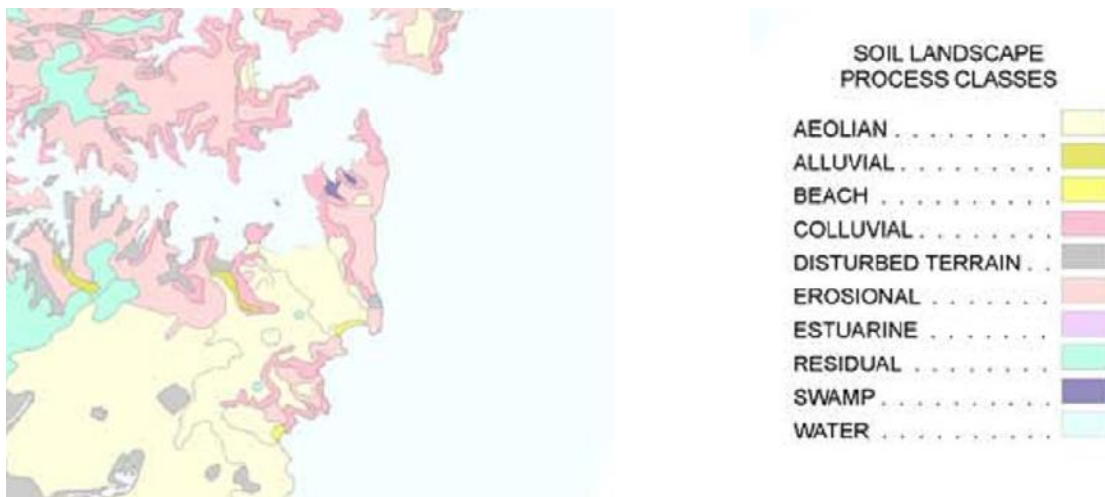 SOIL LANDSCAPE
PROCESS CLASSES
AEOLIAN . . . . . . . . .
ALLUVIAL . . . . . . . . .
BEACH . . . . . . . . . .
COLLUVIAL . . . . . . . .
DISTURBED TERRAIN . .
EROSIONAL . . . . . . .
ESTUARINE . . . . . . .
RESIDUAL . . . . . . . .
SWAMP . . . . . . . . . .
WATER . . . . . . . . . .